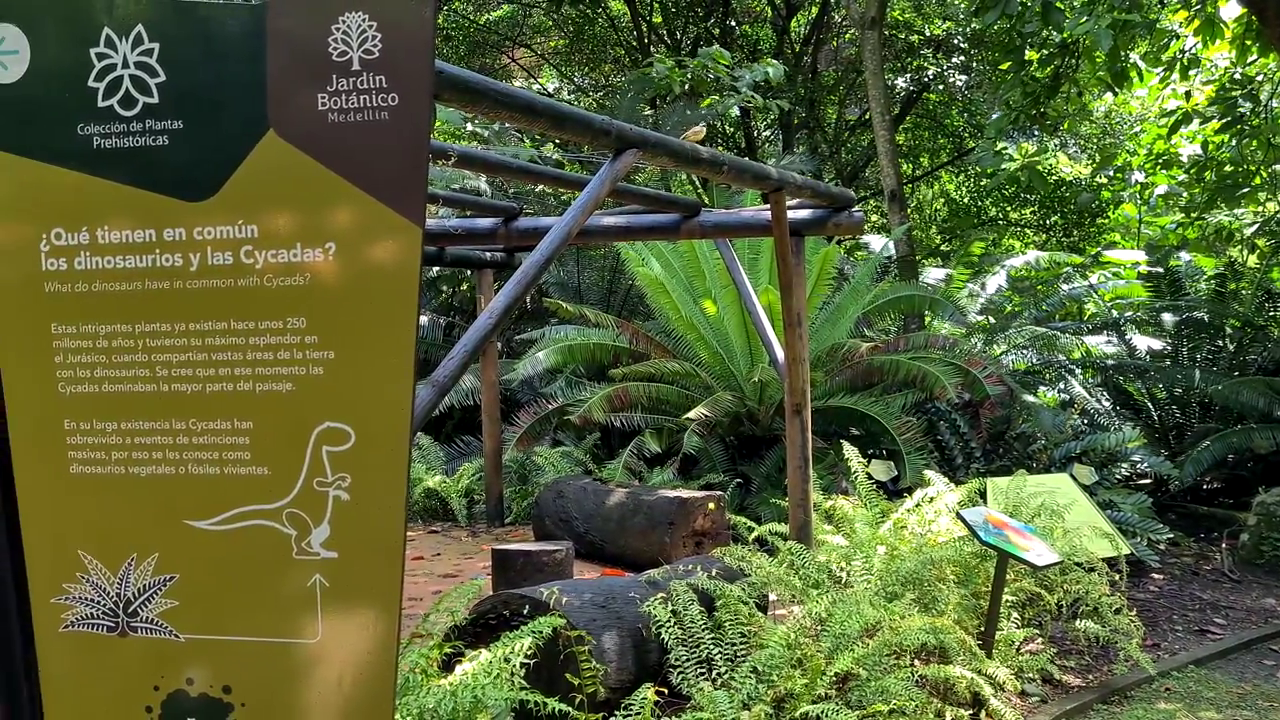 Colección de Plantas
Prehistóricas
Jardín
Botánico
Medellín
¿Qué tienen en común
los dinosaurios y las Cycadas?
What do dinosaurs have in common with Cycads?
Estas intrigantes plantas ya existían hace unos 250
millones de años y tuvieron su máximo esplendor en
el Jurásico, cuando compartían vastas áreas de la tierra
con los dinosaurios. Se cree que en ese momento las
Cycadas dominaban la mayor parte del paisaje.
En su larga existencia las Cycadas han
sobrevivido a eventos de extinciones
masivas, por eso se les conoce como
dinosaurios vegetales o fósiles vivientes.